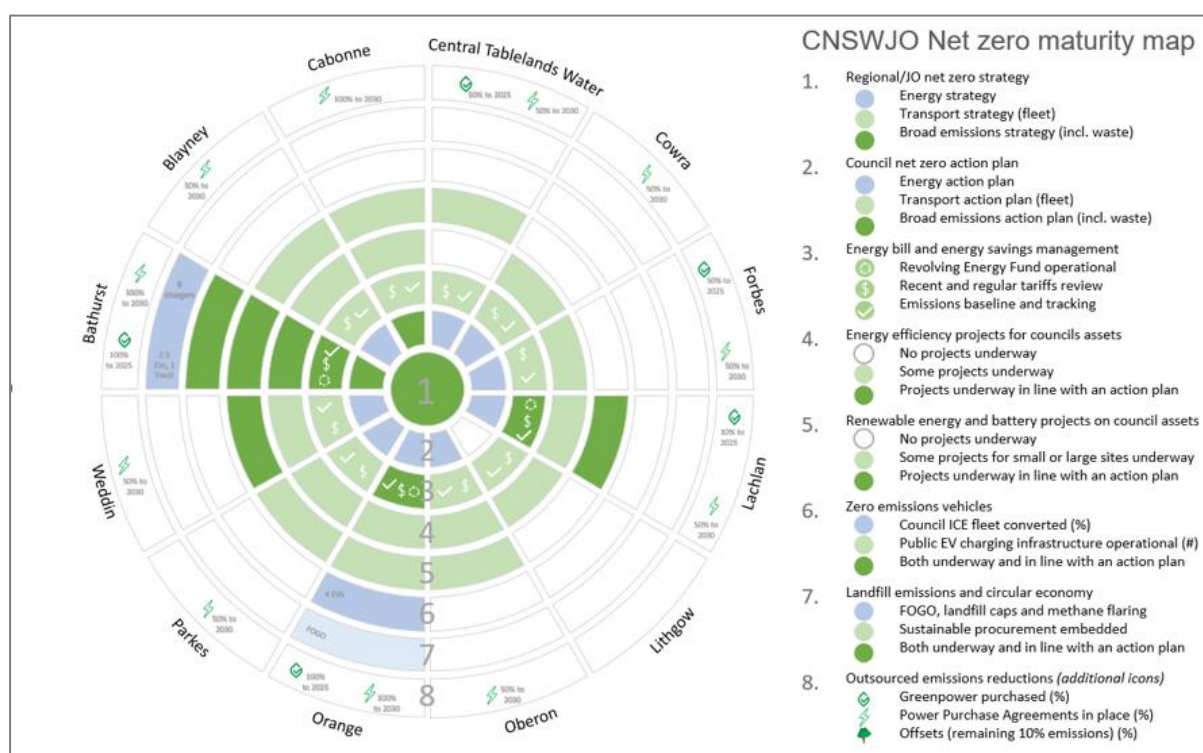 CNSWJO Net zero maturity map
1. Regional/JO net zero strategy
Energy strategy
Transport strategy (fleet)
Broad emissions strategy (incl. waste)
2. Council net zero action plan
Energy action plan
Transport action plan (fleet)
Broad emissions action plan (incl. waste)
3. Energy bill and energy savings management
Revolving Energy Fund operational
$ Recent and regular tariffs review
Emissions baseline and tracking
4. Energy efficiency projects for councils assets
No projects underway
Some projects underway
Projects underway in line with an action plan
5. Renewable energy and battery projects on council assets
No projects underway
Some projects for small or large sites underway
Projects underway in line with an action plan
6. Zero emissions vehicles
Council ICE fleet converted (%)
Public EV charging infrastructure operational (#)
Both underway and in line with an action plan
7. Landfill emissions and circular economy
FOGO, landfill caps and methane flaring
Sustainable procurement embedded
Both underway and in line with an action plan
8. Outsourced emissions reductions (additional icons)
Greenpower purchased (%)
Power Purchase Agreements in place (%)
Offsets (remaining 10% emissions) (%)
Cabonne
100% to 2030
Central Tablelands Water
50% to 2030
Cowra
50% to
2030
Forbes
50% to
2025
50% to
2030
Lachlan
2025
50% to
2030
Lithgow
Oberon
50% to
2030
Orange
100%
to 2025
100%
to 2030
Parkes
50% to
2030
Weddin
50% to
2030
Bathurst
100%
to 2030
100%
to 2025
chargers
Blayney
50% to
2030
4 EVs
FOGO
1
2
3
4
5
6
7
8